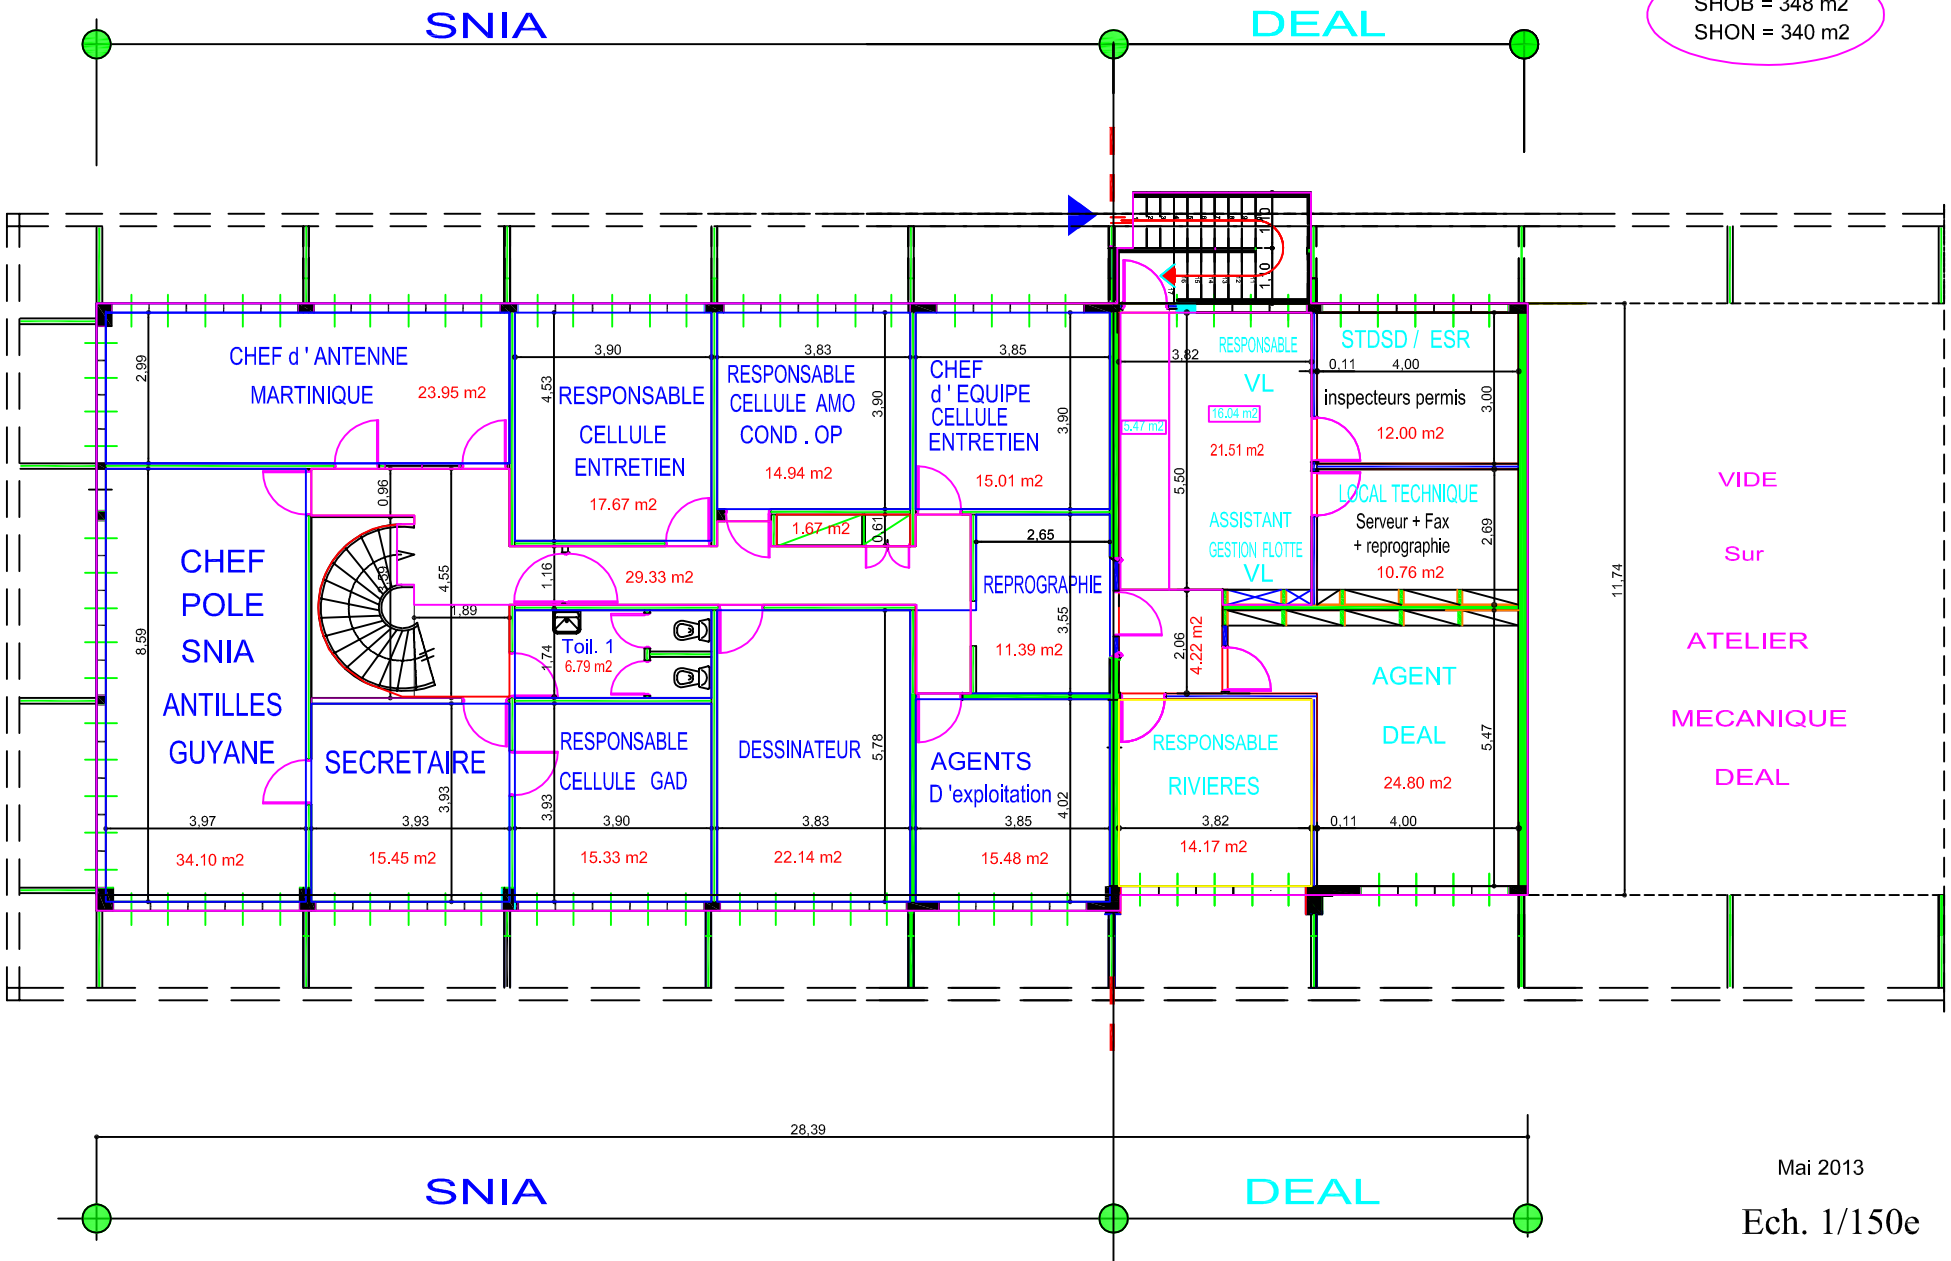 SNIA
DEAL
SHOB = 348 m2
SHON = 340 m2
1,10
1,10
CHEF d ' ANTENNE
MARTINIQUE
23.95 m2
2,99
3,90
4,53
RESPONSABLE
CELLULE
ENTRETIEN
17.67 m2
3,83
RESPONSABLE
CELLULE AMO
COND . OP
3,90
14.94 m2
1.67 m2
0,61
3,85
CHEF
d ' EQUIPE
CELLULE
ENTRETIEN
3,90
15.01 m2
3,82
RESPONSABLE
VL
16.04 m2
5.47 m2
21.51 m2
5,50
ASSISTANT
GESTION FLOTTE
VL
STDSD / ESR
0,11
4,00
inspecteurs permis
3,00
12.00 m2
LOCAL TECHNIQUE
Serveur + Fax
+ reprographie
2,69
10.76 m2
VIDE
Sur
ATELIER
MECANIQUE
DEAL
11,74
0,96
4,55
1,89
1,16
29.33 m2
2,65
REPROGRAPHIE
3,55
11.39 m2
Toil. 1
6.79 m2
1,74
2,06
4.22 m2
CHEF
POLE
SNIA
ANTILLES
GUYANE
8,59
3,97
34.10 m2
SECRETAIRE
3,93
3,93
15.45 m2
RESPONSABLE
CELLULE GAD
3,93
3,90
15.33 m2
DESSINATEUR
5,78
3,83
22.14 m2
AGENTS
D 'exploitation
4,02
3,85
15.48 m2
RESPONSABLE
RIVIERES
3,82
14.17 m2
AGENT
DEAL
5,47
24.80 m2
0,11
4,00
28,39
SNIA
DEAL
Mai 2013
Ech. 1/150e